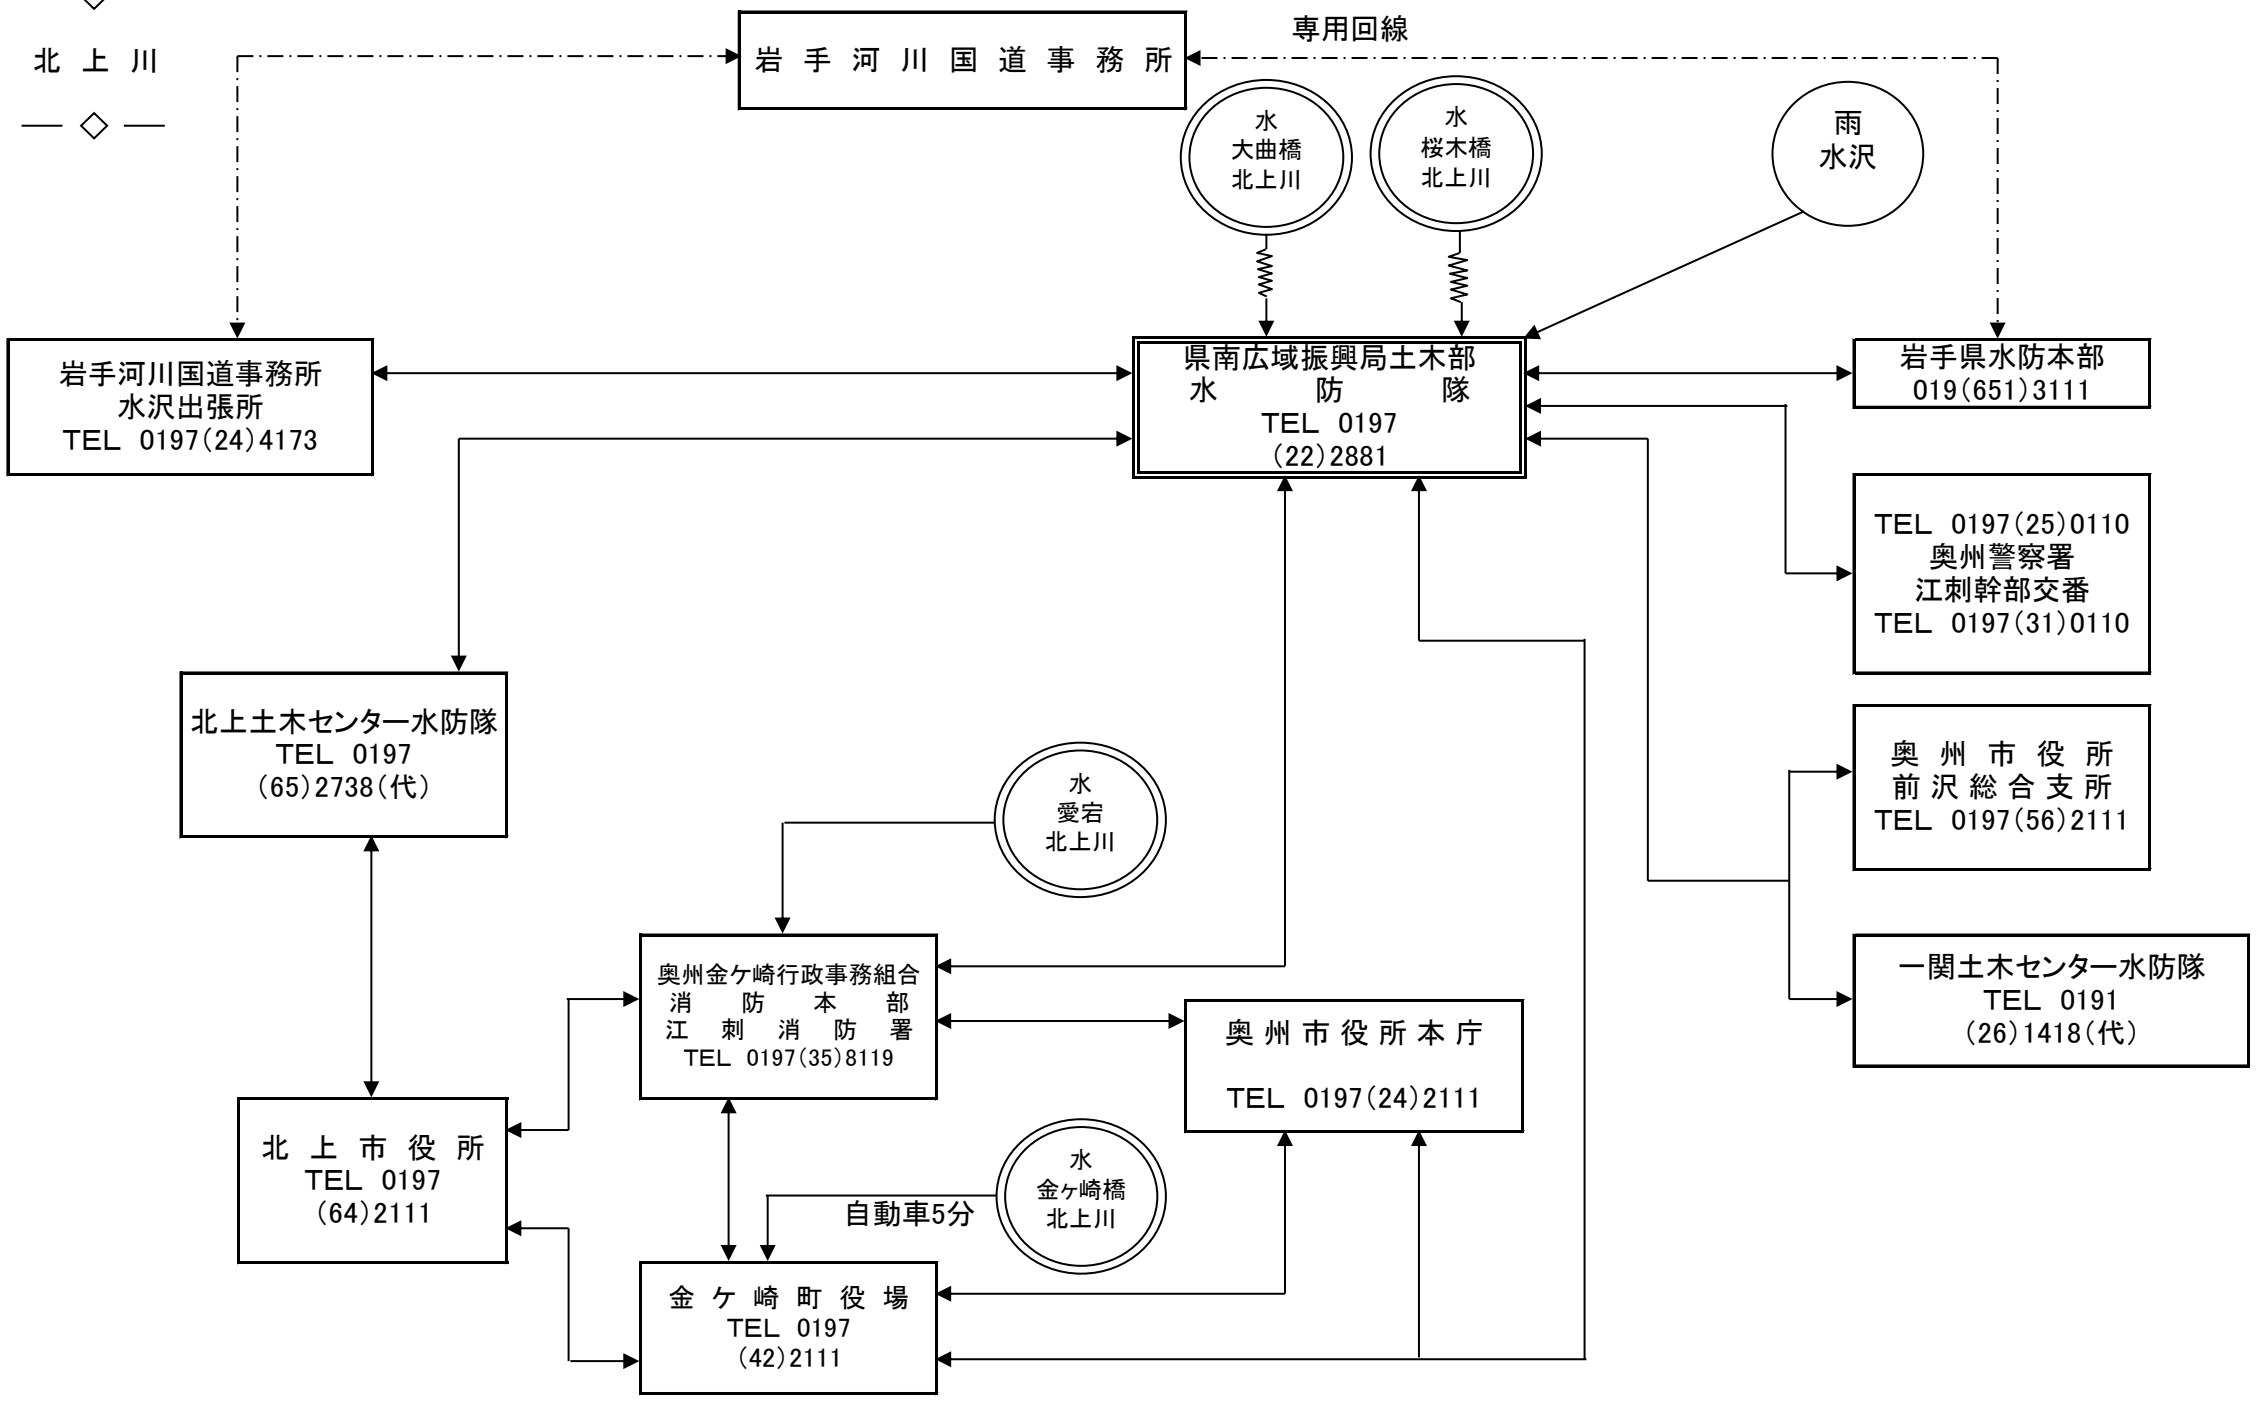 専用回線
北上川
岩手河川国道事務所
水
大曲橋
北上川
水
桜木橋
北上川
雨
水沢
岩手河川国道事務所
水沢出張所
TEL 0197(24)4173
県南広域振興局土木部
水防隊
TEL 0197
(22)2881
岩手県水防本部
019(651)3111
TEL 0197(25)0110
奥州警察署
江刺幹部交番
TEL 0197(31)0110
北上土木センター水防隊
TEL 0197
(65)2738(代)
水
愛宕
北上川
奥州市役所
前沢総合支所
TEL 0197(56)2111
奥州金ケ崎行政事務組合
消防本部
江刺消防署
TEL 0197(35)8119
奥州市役所本庁
TEL 0197(24)2111
一関土木センター水防隊
TEL 0191
(26)1418(代)
北上市役所
TEL 0197
(64)2111
水
金ヶ崎橋
北上川
自動車5分
金ケ崎町役場
TEL 0197
(42)2111